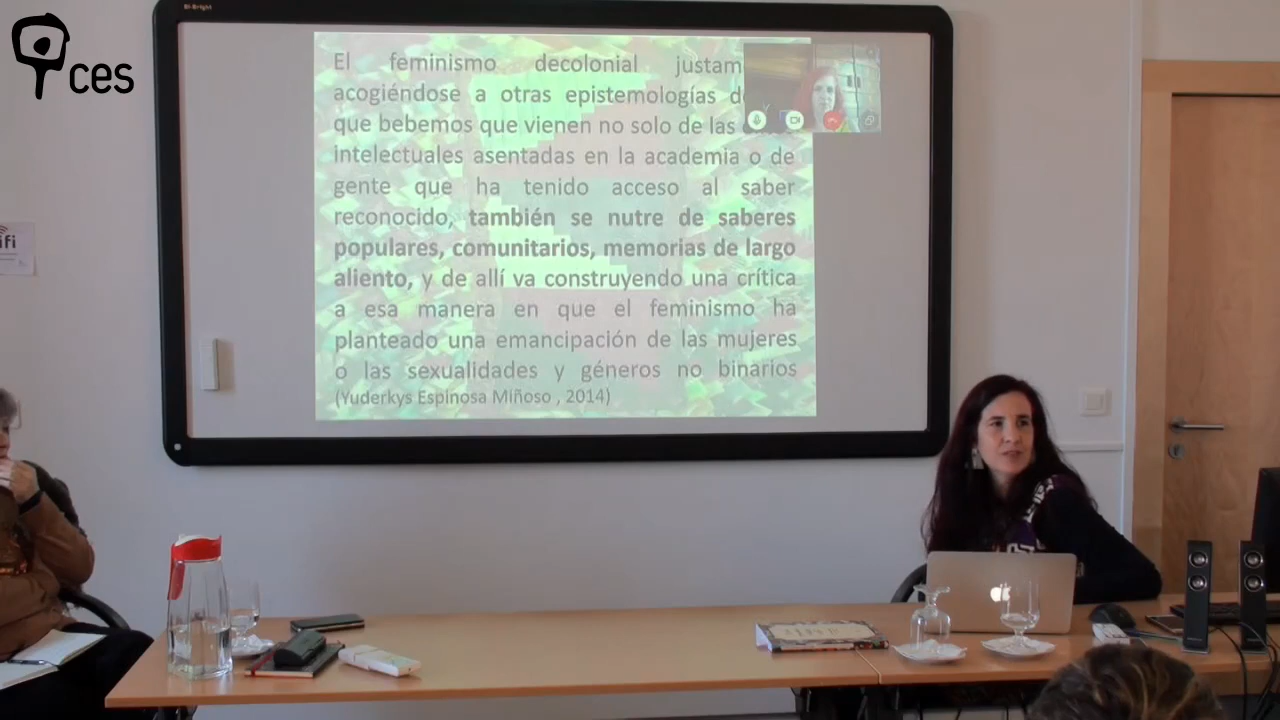 ces
El feminismo decolonial justam
acogiéndose a otras epistemologías d
que bebemos que vienen no solo de las
intelectuales asentadas en la academia o de
gente que ha tenido acceso al saber
reconocido, también se nutre de saberes
populares, comunitarios, memorias de largo
aliento, y de allí va construyendo una crítica
a esa manera en que el feminismo ha
planteado una emancipación de las mujeres
o las sexualidades y géneros no binarios
(Yuderkys Espinosa Miñoso , 2014)
ifi